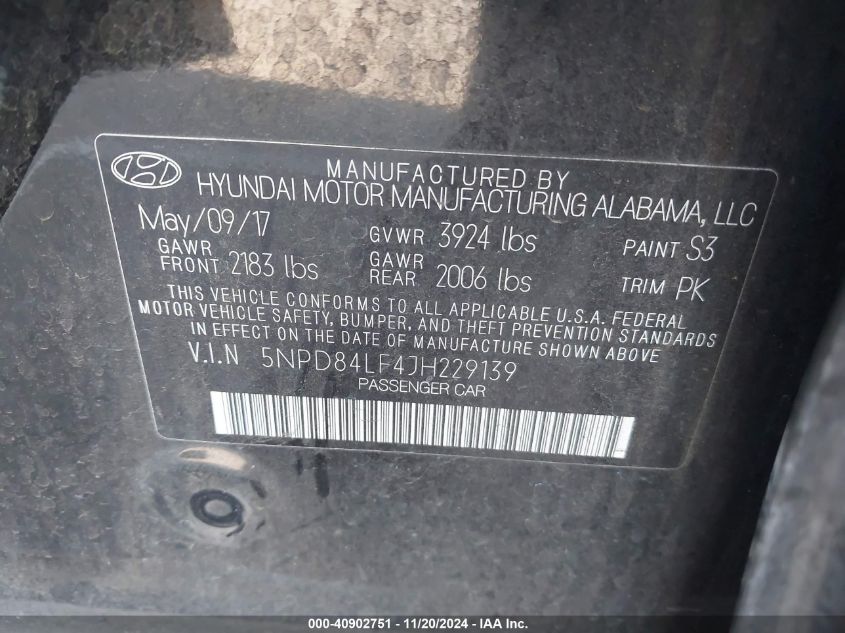 MANUFACTURED BY
HYUNDAI MOTOR MANUFACTURING ALABAMA, LLC
May/09/17 GVWR 3924 lbs PAINT S3
GAWR FRONT 2183 lbs GAWR REAR 2006 lbs TRIM PK
THIS VEHICLE CONFORMS TO ALL APPLICABLE U.S.A. FEDERAL
MOTOR VEHICLE SAFETY, BUMPER, AND THEFT PREVENTION STANDARDS
IN EFFECT ON THE DATE OF MANUFACTURE SHOWN ABOVE
V.I.N 5NPD84LF4JH229139
PASSENGER CAR
000-40902751 - 11/20/2024 - IAA Inc.